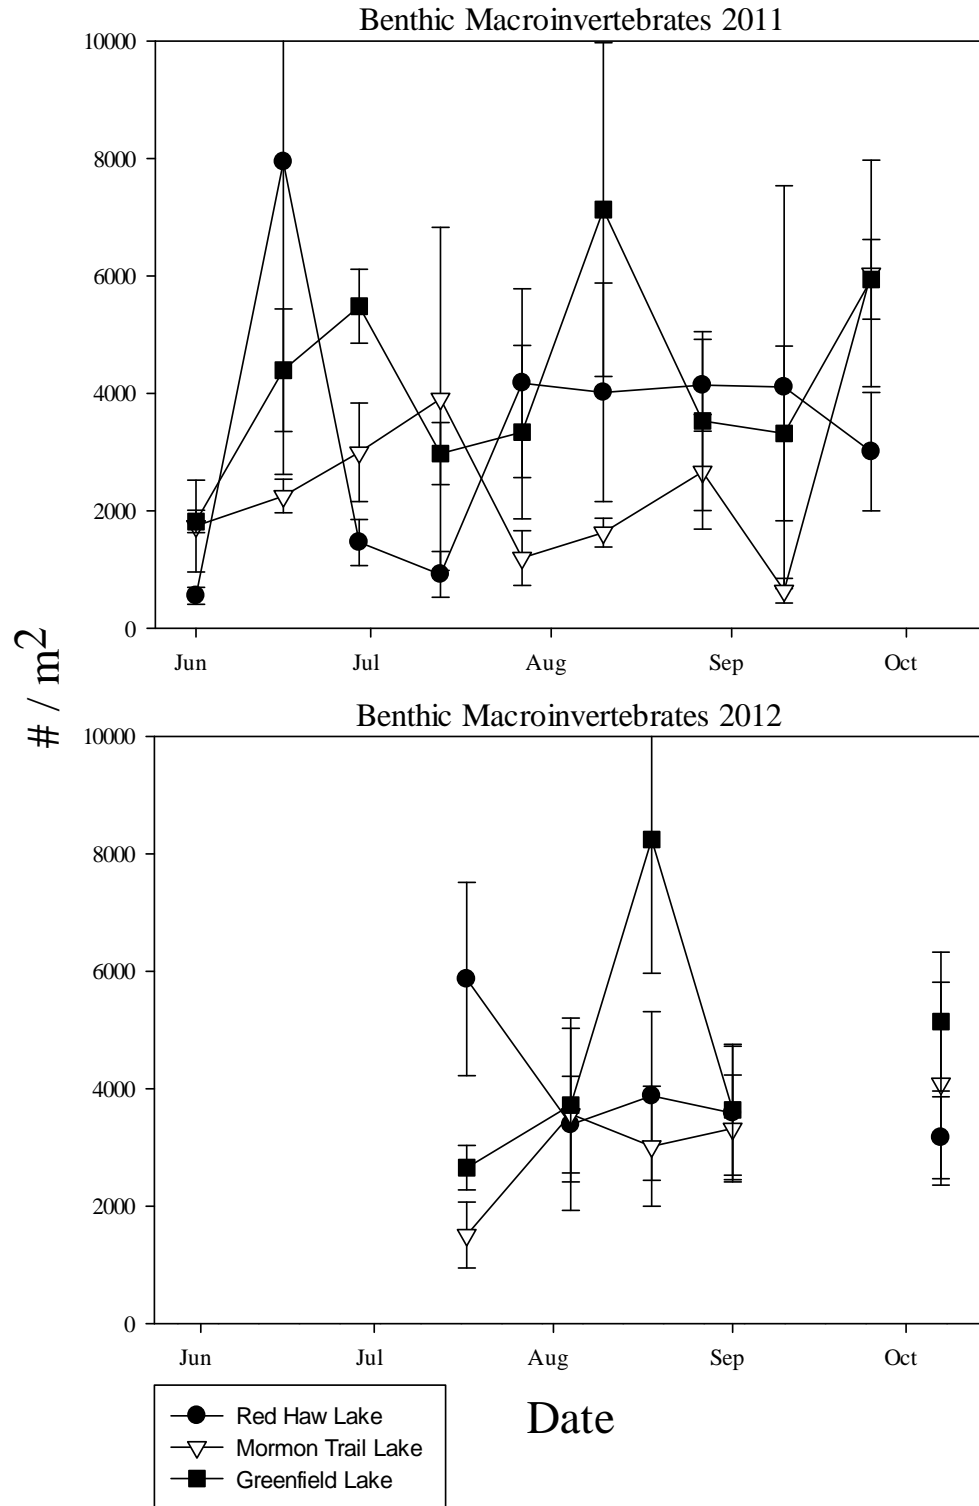 Benthic Macroinvertebrates 2011
10000
8000
6000
4000
2000
0
Jun Jul Aug Sep Oct
# / m2
Benthic Macroinvertebrates 2012
10000
8000
6000
4000
2000
0
Jun Jul Aug Sep Oct
Date
Red Haw Lake
Mormon Trail Lake
Greenfield Lake